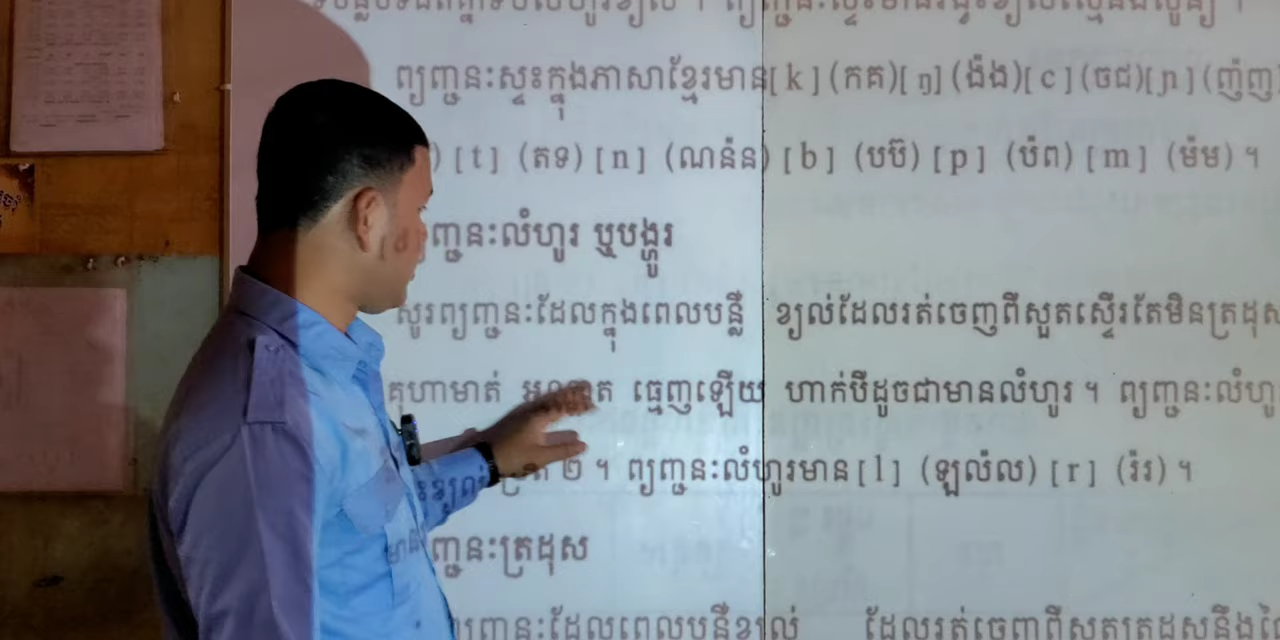 ព្យញ្ជនៈស្ទះក្នុងភាសាខ្មែរមាន[ k ] (កគ)[ ŋ] (ង៉ង)[ c ] (ចជ)[ɲ ] (ញ៉ញ)
) [ t ] (តទ) [ n ] (ណន៉ន) [ b ] (បប៊) [ p ] (ប៉ព) [ m ] (ម៉ម) ។
ញ្ជនៈលំហូរ ឬបង្ហូរ
សូរព្យញ្ជនៈដែលក្នុងពេលបន្លឺ ខ្យល់ដែលរត់ចេញពីសួតស្ទើរតែមិនត្រដុស
គុហាមាត់ ធ្មេញឡើយ ហាក់បីដូចជាមានលំហូរ ។ ព្យញ្ជនៈលំហូ
២ ។ ព្យញ្ជនៈលំហូរមាន [ l ] (ឡល៉ល) [ r ] (រ៉រ) ។
ញ្ជនៈត្រដុស
ព្យញ្ជនៈដែលពេលបន្លឺខ្យល់ ដែលរត់ចេញពីសួតត្រដុសនឹង